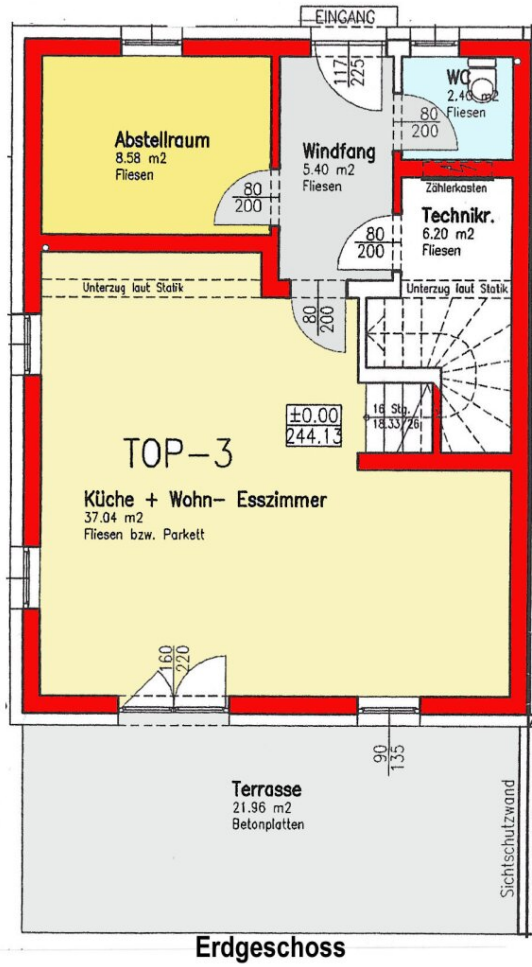 EINGANG
117
225
WC
2.40 m2
Fliesen
80
200
Abstellraum
8.58 m2
Fliesen
Windfang
5.40 m2
Fliesen
80
200
Zählerkasten
Technikr.
6.20 m2
Fliesen
80
200
Unterzug laut Statik
Unterzug laut Statik
80
200
±0.00
244.13
16 Stg.
18.33/26
TOP-3
Küche + Wohn- Esszimmer
37.04 m2
Fliesen bzw. Parkett
160
220
90
135
Terrasse
21.96 m2
Betonplatten
Sichtschutzwand
Erdgeschoss